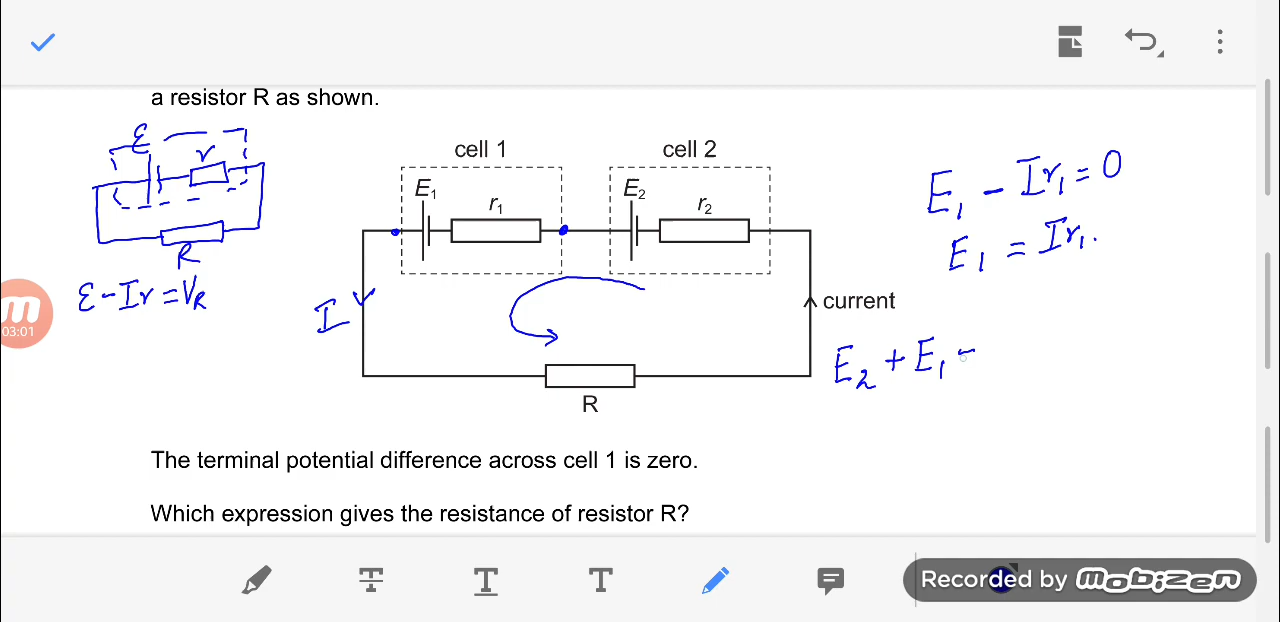 a resistor R as shown.
ℰ
r
R
ℰ - Ir = V_R
cell 1
E₁
r₁
cell 2
E₂
r₂
E₁ - Ir₁ = 0
E₁ = Ir₁.
I
current
E₂ + E₁ -
R
03:01
The terminal potential difference across cell 1 is zero.
Which expression gives the resistance of resistor R?
T T T
Recorded by mobizen